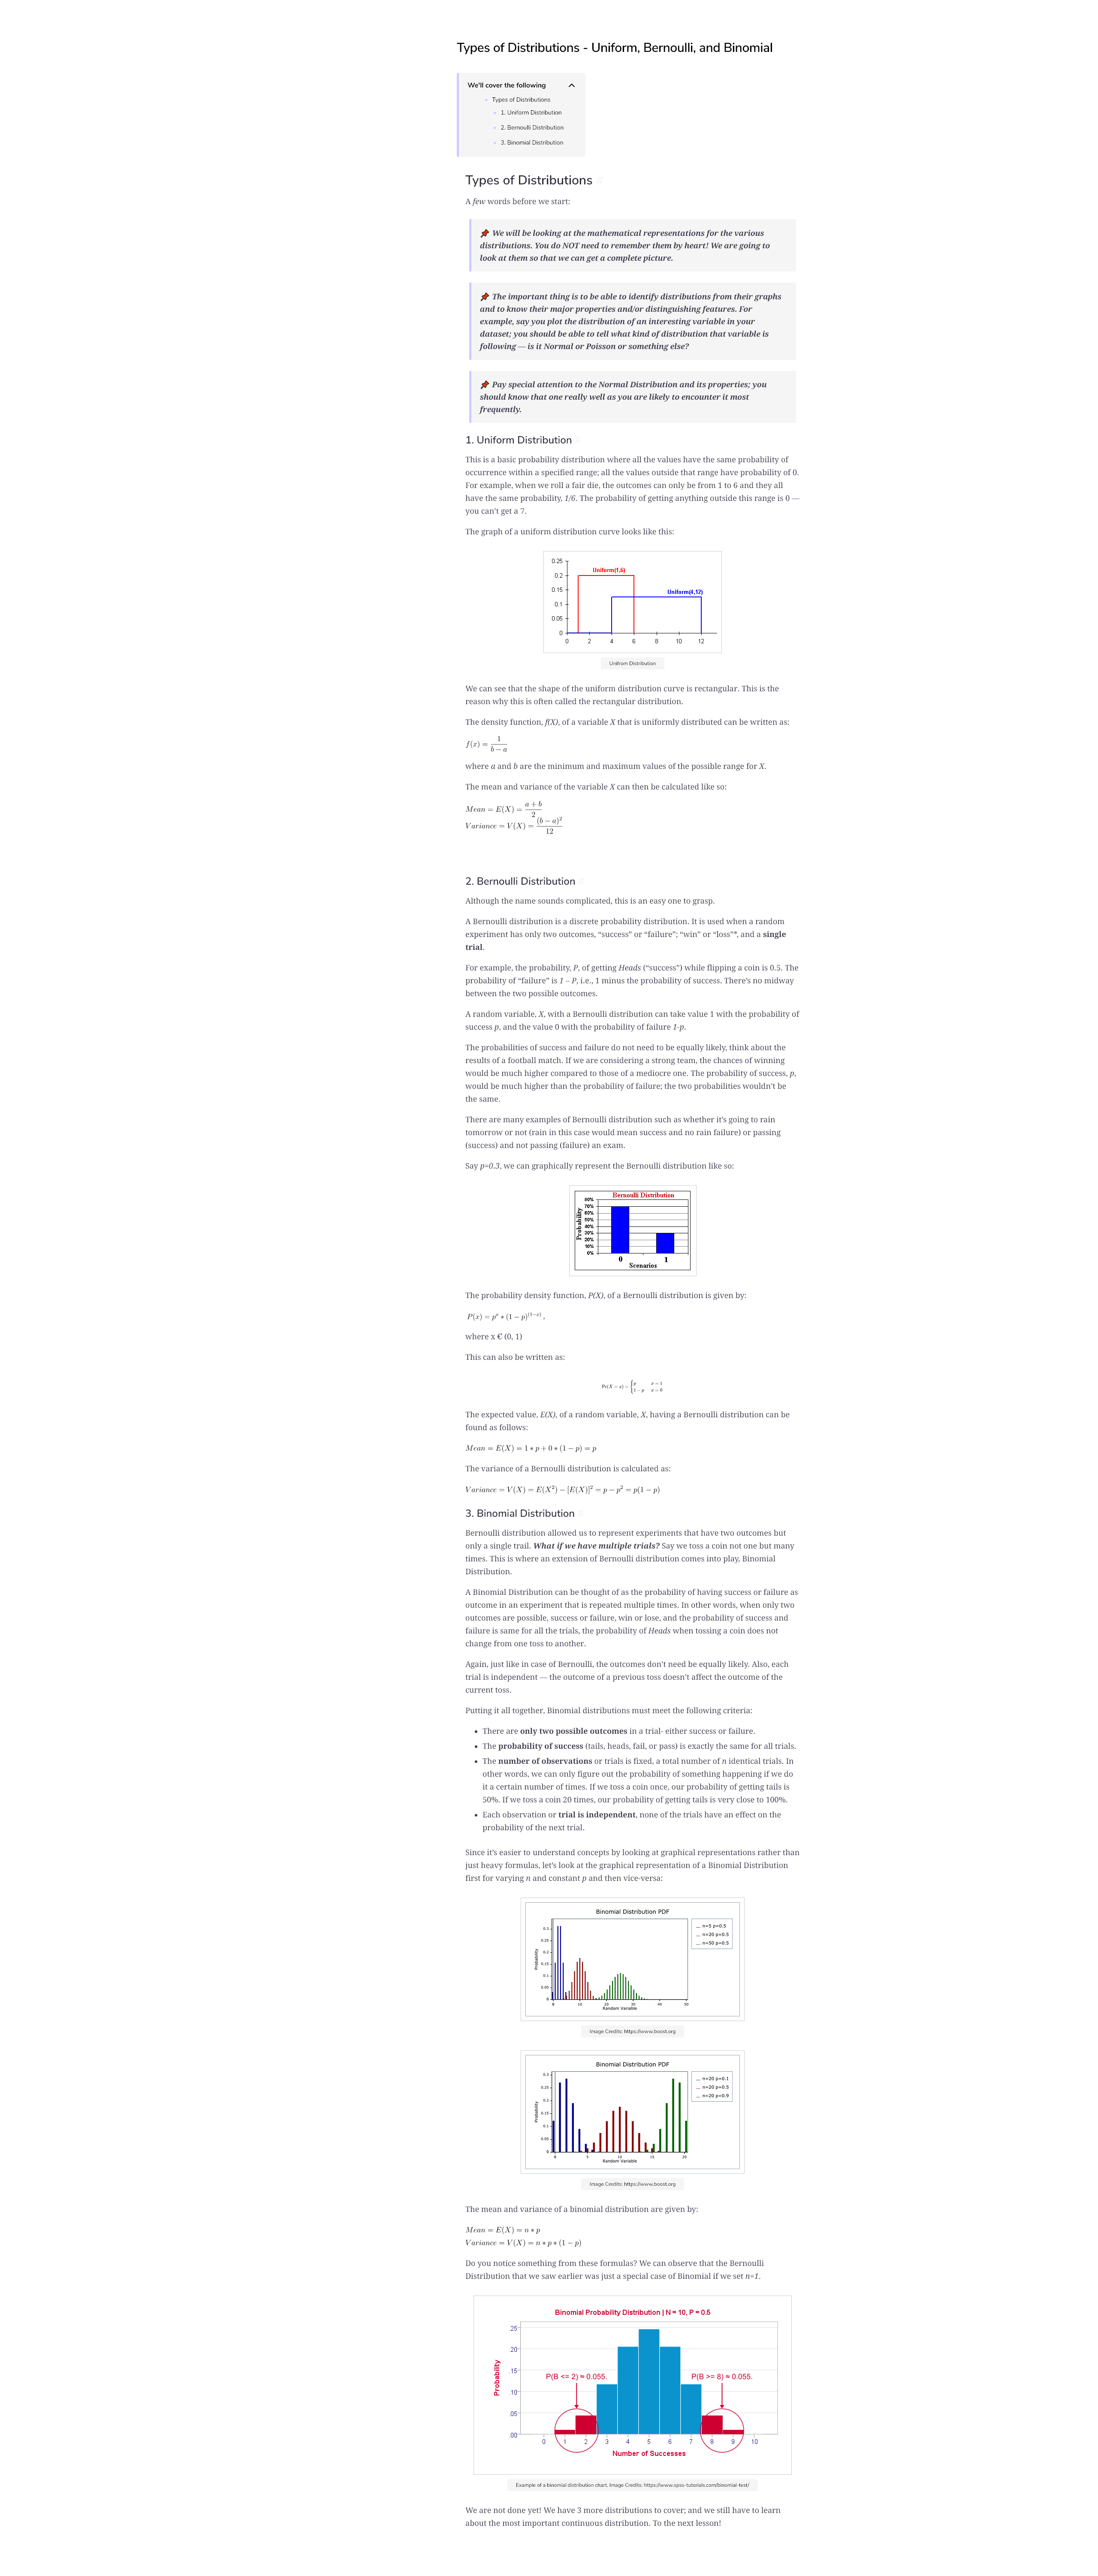 Types of Distributions - Uniform, Bernoulli, and Binomial
We'll cover the following
Types of Distributions
1. Uniform Distribution
2. Bernoulli Distribution
3. Binomial Distribution
Types of Distributions
A few words before we start:
📌 We will be looking at the mathematical representations for the various
distributions. You do NOT need to remember them by heart! We are going to
look at them so that we can get a complete picture.
📌 The important thing is to be able to identify distributions from their graphs
and to know their major properties and/or distinguishing features. For
example, say you plot the distribution of an interesting variable in your
dataset; you should be able to tell what kind of distribution that variable is
following — is it Normal or Poisson or something else?
📌 Pay special attention to the Normal Distribution and its properties; you
should know that one really well as you are likely to encounter it most
frequently.
1. Uniform Distribution
This is a basic probability distribution where all the values have the same probability of
occurrence within a specified range; all the values outside that range have probability of 0.
For example, when we roll a fair die, the outcomes can only be from 1 to 6 and they all
have the same probability, 1/6. The probability of getting anything outside this range is 0 —
you can't get a 7.
The graph of a uniform distribution curve looks like this:
0.25
0.2
0.15
0.1
0.05
0
Uniform(1,6)
Uniform(4,12)
0 2 4 6 8 10 12
Unifrom Distribution
We can see that the shape of the uniform distribution curve is rectangular. This is the
reason why this is often called the rectangular distribution.
The density function, f(X), of a variable X that is uniformly distributed can be written as:
f(x) = 1 / (b − a)
where a and b are the minimum and maximum values of the possible range for X.
The mean and variance of the variable X can then be calculated like so:
Mean = E(X) = (a + b) / 2
Variance = V(X) = (b − a)² / 12
2. Bernoulli Distribution
Although the name sounds complicated, this is an easy one to grasp.
A Bernoulli distribution is a discrete probability distribution. It is used when a random
experiment has only two outcomes, “success” or “failure”; “win” or “loss”*, and a single
trial.
For example, the probability, P, of getting Heads (“success”) while flipping a coin is 0.5. The
probability of “failure” is 1 – P, i.e., 1 minus the probability of success. There's no midway
between the two possible outcomes.
A random variable, X, with a Bernoulli distribution can take value 1 with the probability of
success p, and the value 0 with the probability of failure 1-p.
The probabilities of success and failure do not need to be equally likely, think about the
results of a football match. If we are considering a strong team, the chances of winning
would be much higher compared to those of a mediocre one. The probability of success, p,
would be much higher than the probability of failure; the two probabilities wouldn't be
the same.
There are many examples of Bernoulli distribution such as whether it's going to rain
tomorrow or not (rain in this case would mean success and no rain failure) or passing
(success) and not passing (failure) an exam.
Say p=0.3, we can graphically represent the Bernoulli distribution like so:
Bernoulli Distribution
80%
70%
60%
50%
40%
30%
20%
10%
0%
Probability
0 1
Scenarios
The probability density function, P(X), of a Bernoulli distribution is given by:
P(x) = pˣ ∗ (1 − p)⁽¹⁻ˣ⁾,
where x € (0, 1)
This can also be written as:
Pr(X = x) = { p x = 1
1 − p x = 0
The expected value, E(X), of a random variable, X, having a Bernoulli distribution can be
found as follows:
Mean = E(X) = 1 ∗ p + 0 ∗ (1 − p) = p
The variance of a Bernoulli distribution is calculated as:
Variance = V(X) = E(X²) − [E(X)]² = p − p² = p(1 − p)
3. Binomial Distribution
Bernoulli distribution allowed us to represent experiments that have two outcomes but
only a single trail. What if we have multiple trials? Say we toss a coin not one but many
times. This is where an extension of Bernoulli distribution comes into play, Binomial
Distribution.
A Binomial Distribution can be thought of as the probability of having success or failure as
outcome in an experiment that is repeated multiple times. In other words, when only two
outcomes are possible, success or failure, win or lose, and the probability of success and
failure is same for all the trials, the probability of Heads when tossing a coin does not
change from one toss to another.
Again, just like in case of Bernoulli, the outcomes don't need be equally likely. Also, each
trial is independent — the outcome of a previous toss doesn't affect the outcome of the
current toss.
Putting it all together, Binomial distributions must meet the following criteria:
• There are only two possible outcomes in a trial- either success or failure.
• The probability of success (tails, heads, fail, or pass) is exactly the same for all trials.
• The number of observations or trials is fixed, a total number of n identical trials. In
other words, we can only figure out the probability of something happening if we do
it a certain number of times. If we toss a coin once, our probability of getting tails is
50%. If we toss a coin 20 times, our probability of getting tails is very close to 100%.
• Each observation or trial is independent, none of the trials have an effect on the
probability of the next trial.
Since it's easier to understand concepts by looking at graphical representations rather than
just heavy formulas, let's look at the graphical representation of a Binomial Distribution
first for varying n and constant p and then vice-versa:
Binomial Distribution PDF
n=5 p=0.5
n=20 p=0.5
n=50 p=0.5
0.3
0.25
0.2
0.15
0.1
0.05
0
Probability
0 10 20 30 40 50
Random Variable
Image Credits: https://www.boost.org
Binomial Distribution PDF
n=20 p=0.1
n=20 p=0.5
n=20 p=0.9
0.3
0.25
0.2
0.15
0.1
0.05
0
Probability
0 5 10 15 20
Random Variable
Image Credits: https://www.boost.org
The mean and variance of a binomial distribution are given by:
Mean = E(X) = n ∗ p
Variance = V(X) = n ∗ p ∗ (1 − p)
Do you notice something from these formulas? We can observe that the Bernoulli
Distribution that we saw earlier was just a special case of Binomial if we set n=1.
Binomial Probability Distribution | N = 10, P = 0.5
.25
.20
.15
.10
.05
.00
Probability
P(B <= 2) ≈ 0.055.
P(B >= 8) ≈ 0.055.
0 1 2 3 4 5 6 7 8 9 10
Number of Successes
Example of a binomial distribution chart. Image Credits: https://www.spss-tutorials.com/binomial-test/
We are not done yet! We have 3 more distributions to cover; and we still have to learn
about the most important continuous distribution. To the next lesson!